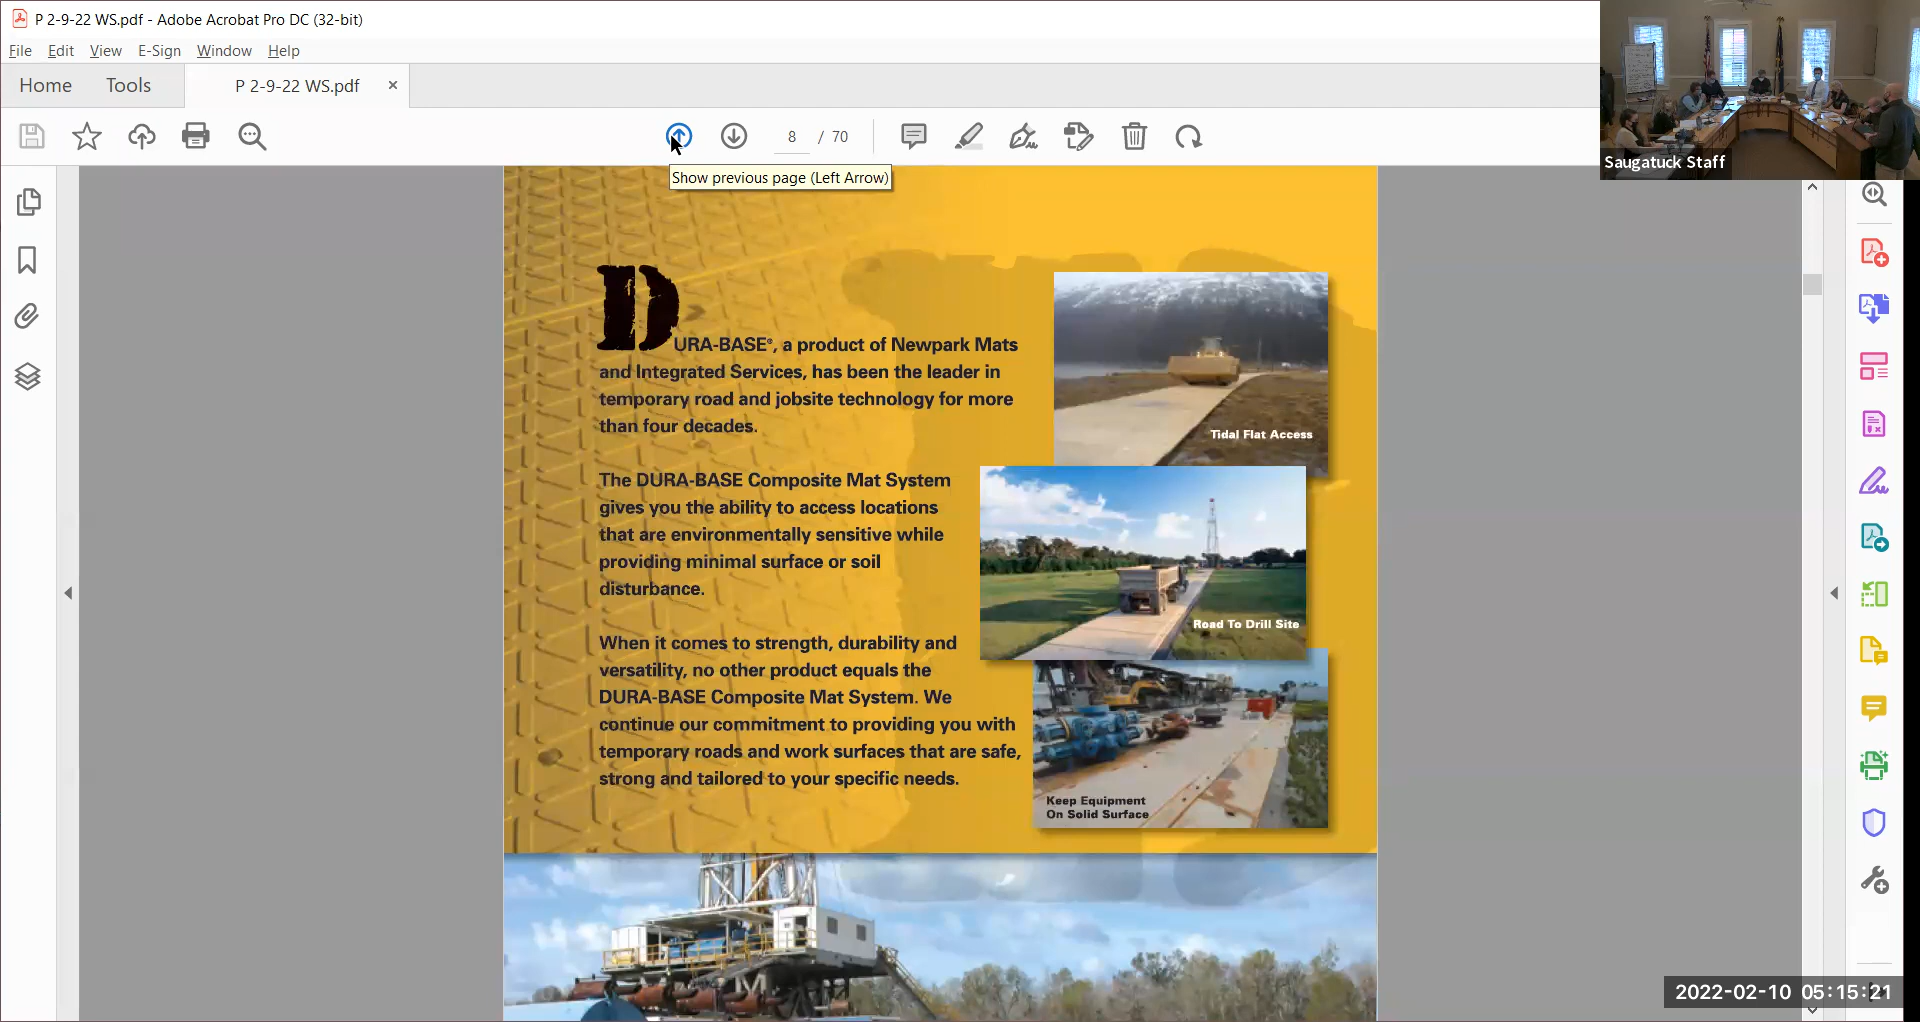 P 2-9-22 WS.pdf - Adobe Acrobat Pro DC (32-bit)
File Edit View E-Sign Window Help
Home Tools P 2-9-22 WS.pdf ×
8 / 70
Show previous page (Left Arrow)
Saugatuck Staff
DURA-BASE®, a product of Newpark Mats
and Integrated Services, has been the leader in
temporary road and jobsite technology for more
than four decades.
Tidal Flat Access
The DURA-BASE Composite Mat System
gives you the ability to access locations
that are environmentally sensitive while
providing minimal surface or soil
disturbance.
Road To Drill Site
When it comes to strength, durability and
versatility, no other product equals the
DURA-BASE Composite Mat System. We
continue our commitment to providing you with
temporary roads and work surfaces that are safe,
strong and tailored to your specific needs.
Keep Equipment
On Solid Surface
2022-02-10 05:15:21